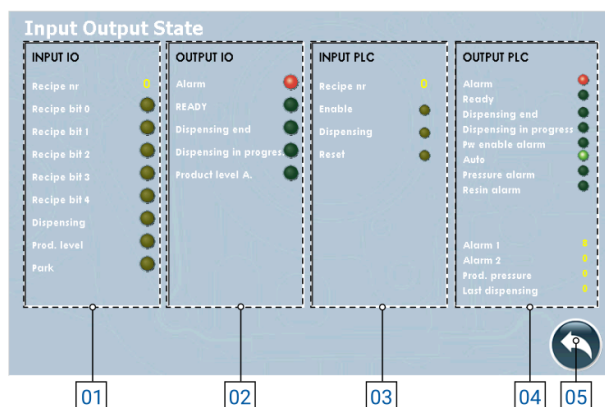 Input Output State
INPUT IO
Recipe nr 0
Recipe bit 0
Recipe bit 1
Recipe bit 2
Recipe bit 3
Recipe bit 4
Dispensing
Prod. level
Park
OUTPUT IO
Alarm
READY
Dispensing end
Dispensing in progres.
Product level A.
INPUT PLC
Recipe nr 0
Enable
Dispensing
Reset
OUTPUT PLC
Alarm
Ready
Dispensing end
Dispensing in progress
Pw enable alarm
Auto
Pressure alarm
Resin alarm
Alarm 1 8
Alarm 2 0
Prod. pressure 0
Last dispensing 0
01
02
03
04
05